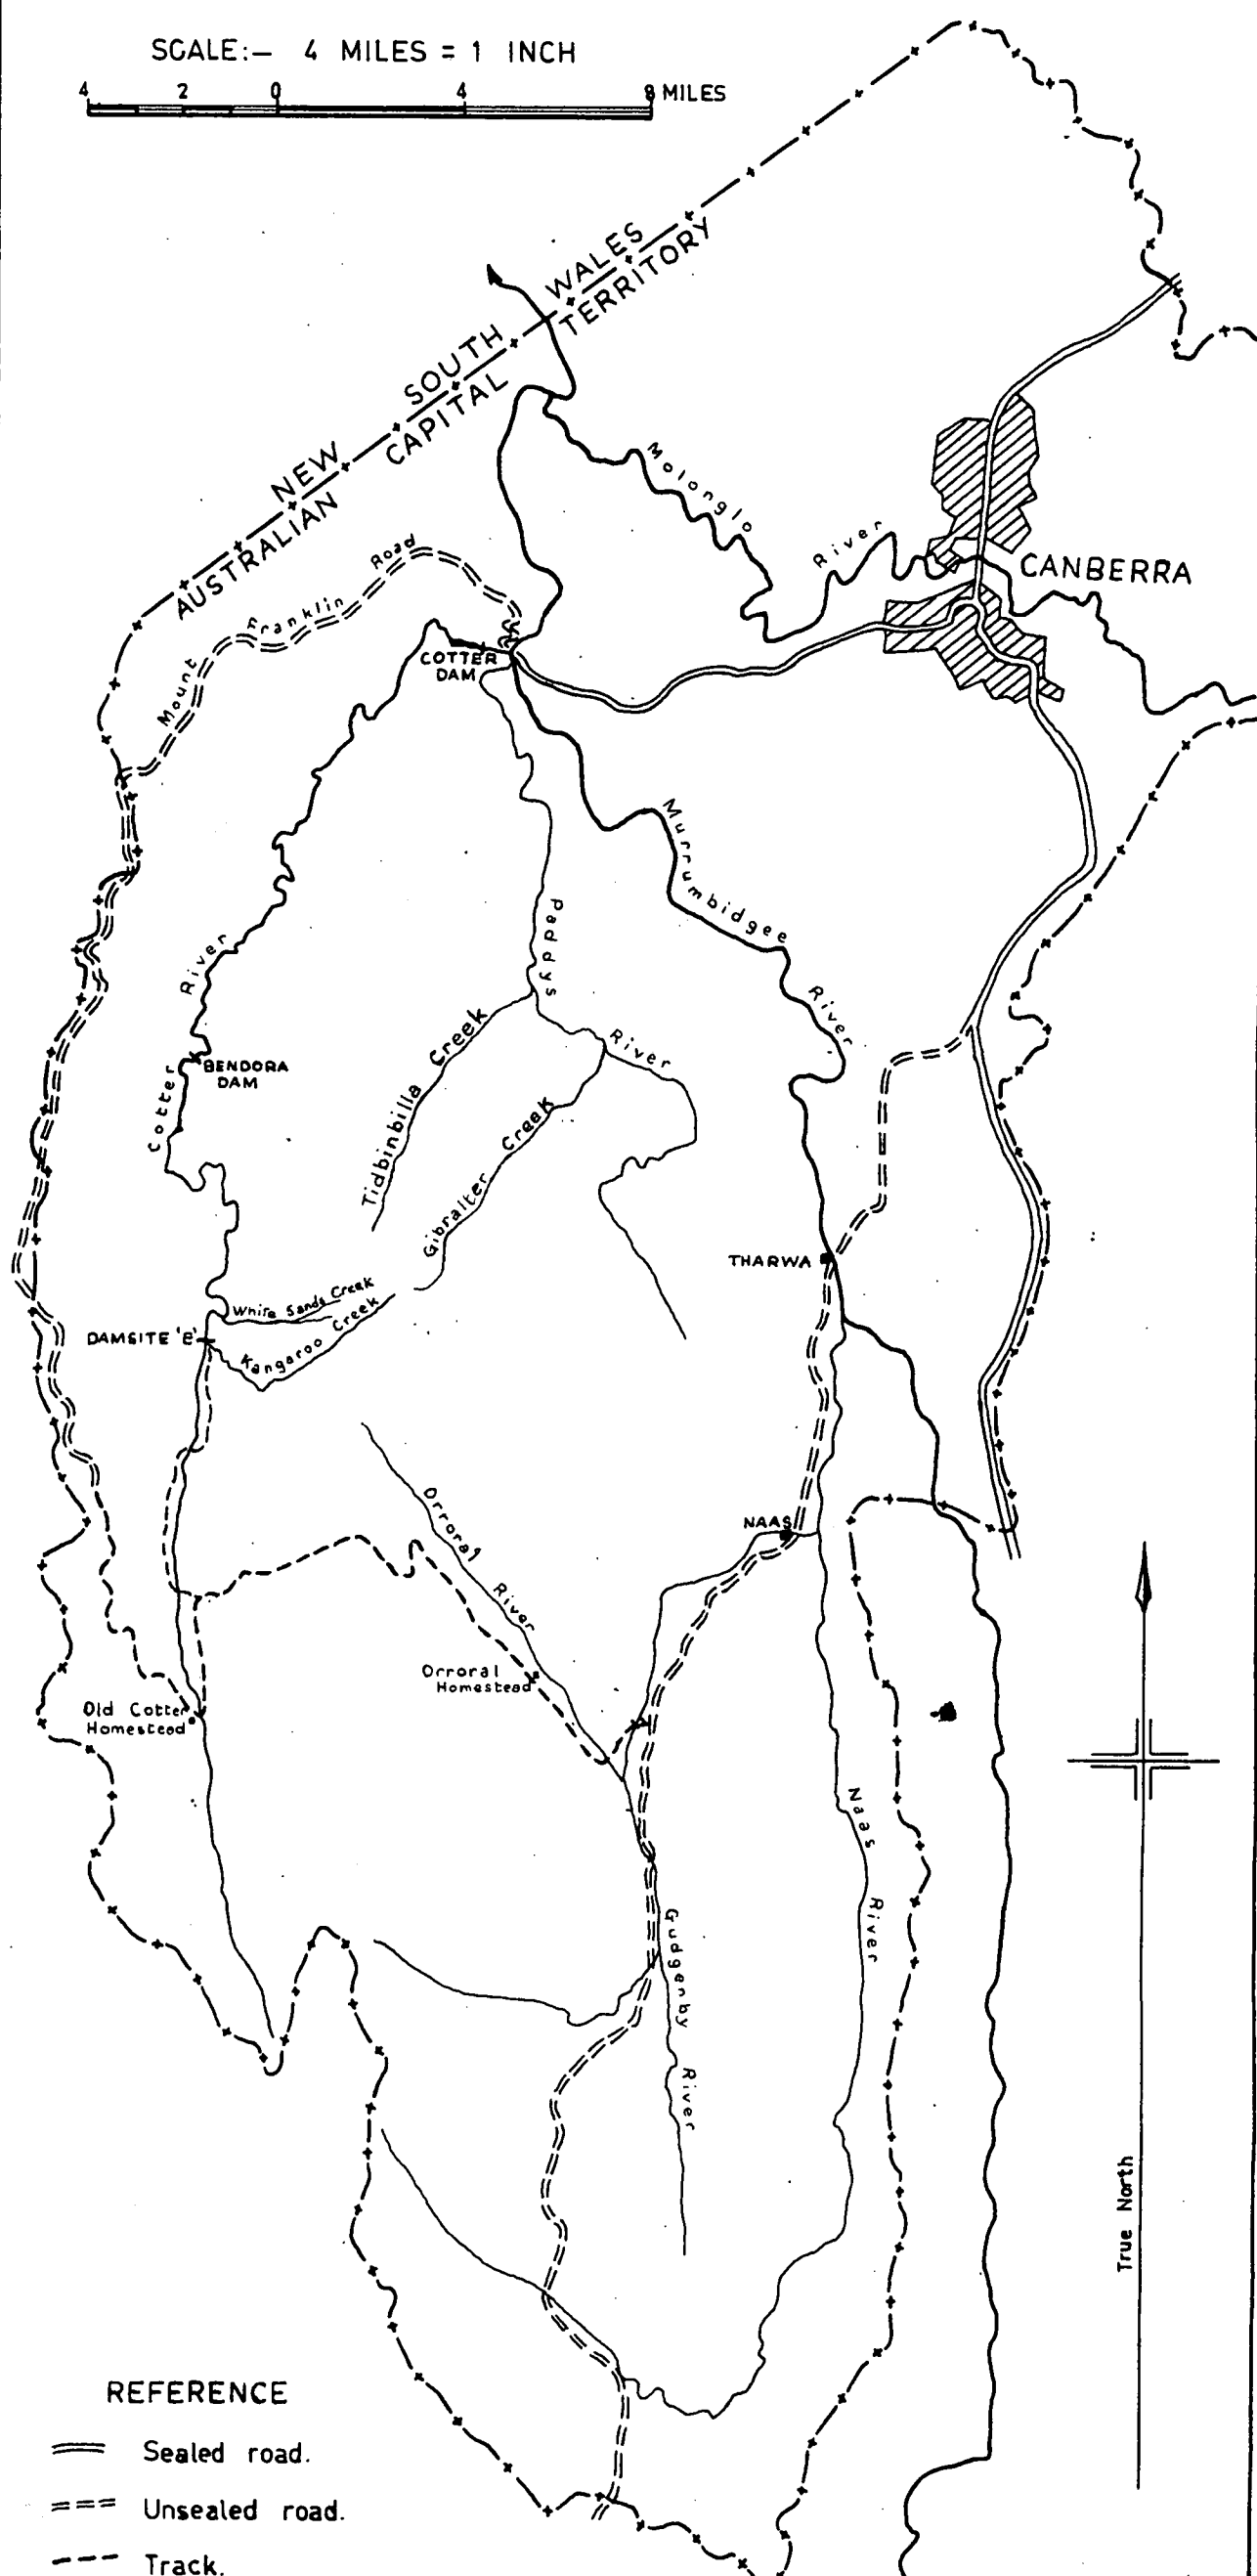 SCALE:– 4 MILES = 1 INCH
4 2 0 4 8 MILES
NEW SOUTH WALES
AUSTRALIAN CAPITAL TERRITORY
Molonglo River
CANBERRA
Mount Franklin Road
COTTER
DAM
Murrumbidgee River
Paddys River
Cotter River
BENDORA
DAM
Tidbinbilla Creek
Gibralter Creek
THARWA
White Sands Creek
DAMSITE 'E'
Kangaroo Creek
Orroral River
NAAS
Orroral
Homestead
Old Cotter
Homestead
Naas River
Gudgenby River
True North
REFERENCE
Sealed road.
Unsealed road.
Track.